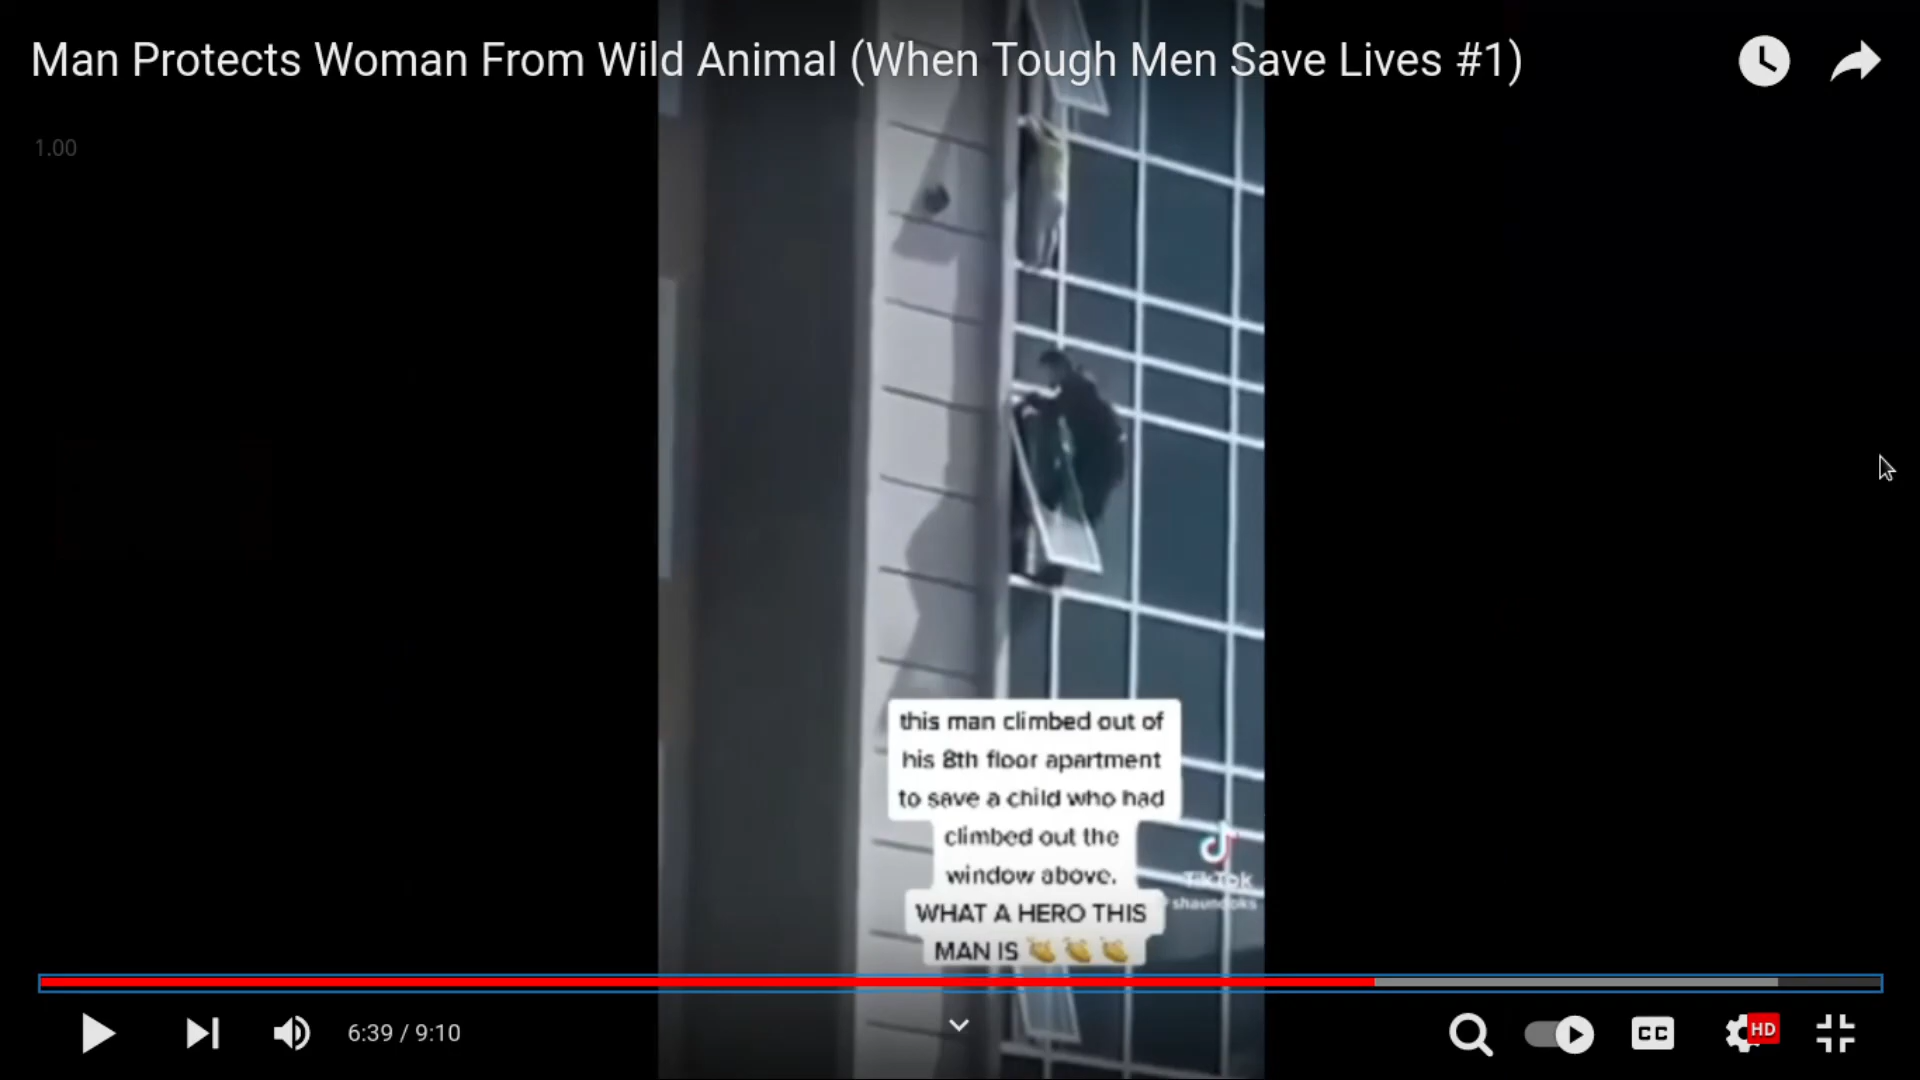 Man Protects Woman From Wild Animal (When Tough Men Save Lives #1)
1.00
this man climbed out of
his 8th floor apartment
to save a child who had
climbed out the
window above.
WHAT A HERO THIS
MAN IS 👏👏👏
TikTok
6:39 / 9:10
CC
HD